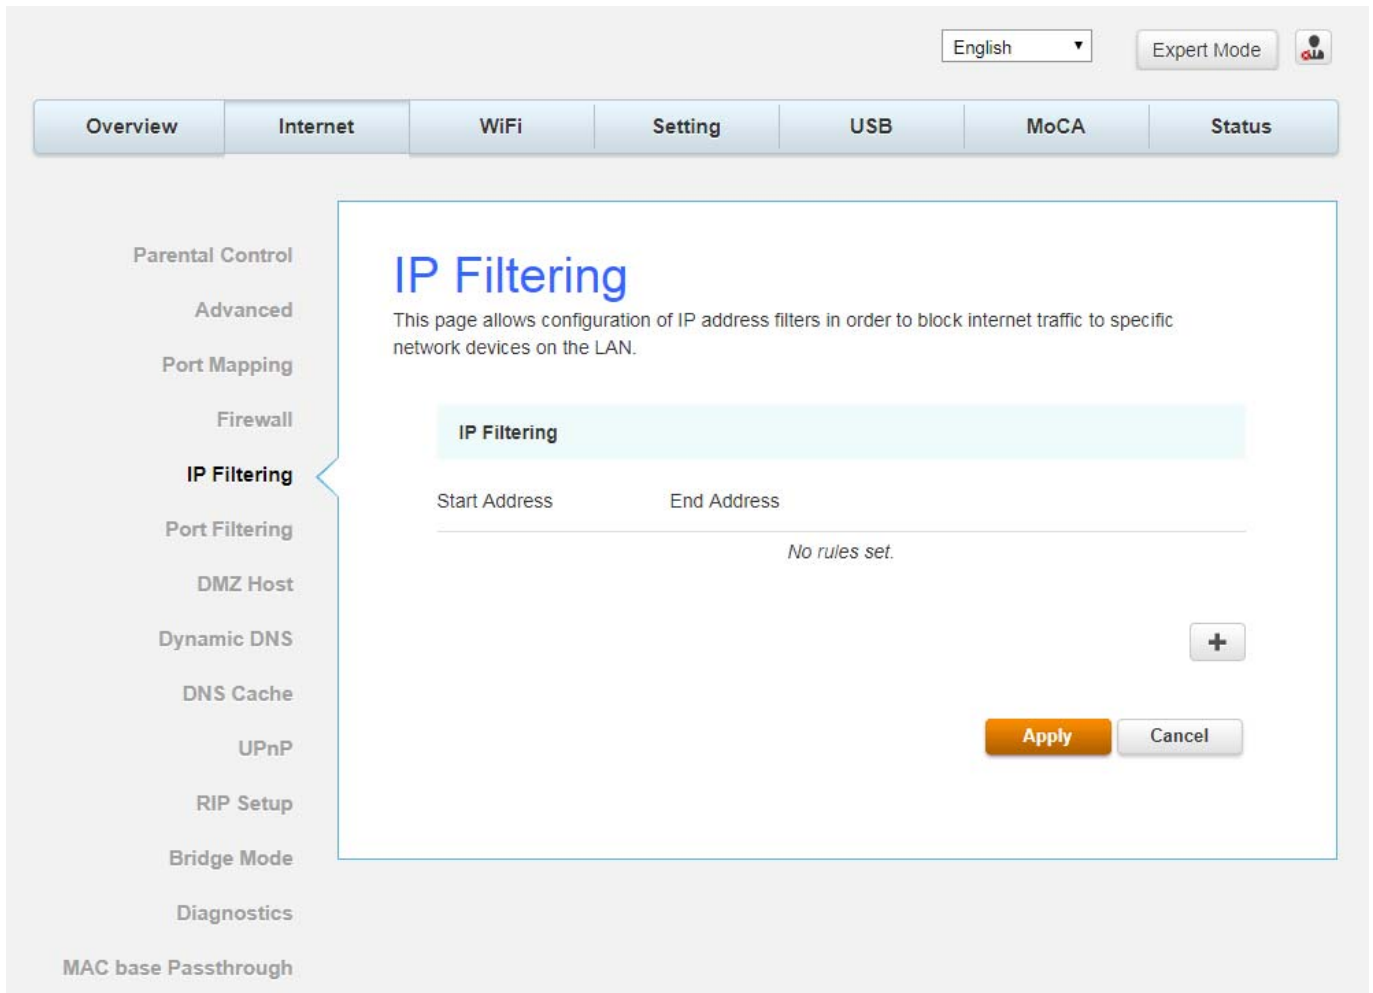 English
Expert Mode
Overview Internet WiFi Setting USB MoCA Status
Parental Control
Advanced
Port Mapping
Firewall
IP Filtering
Port Filtering
DMZ Host
Dynamic DNS
DNS Cache
UPnP
RIP Setup
Bridge Mode
Diagnostics
MAC base Passthrough
IP Filtering
This page allows configuration of IP address filters in order to block internet traffic to specific
network devices on the LAN.
IP Filtering
Start Address End Address
No rules set.
+
Apply Cancel